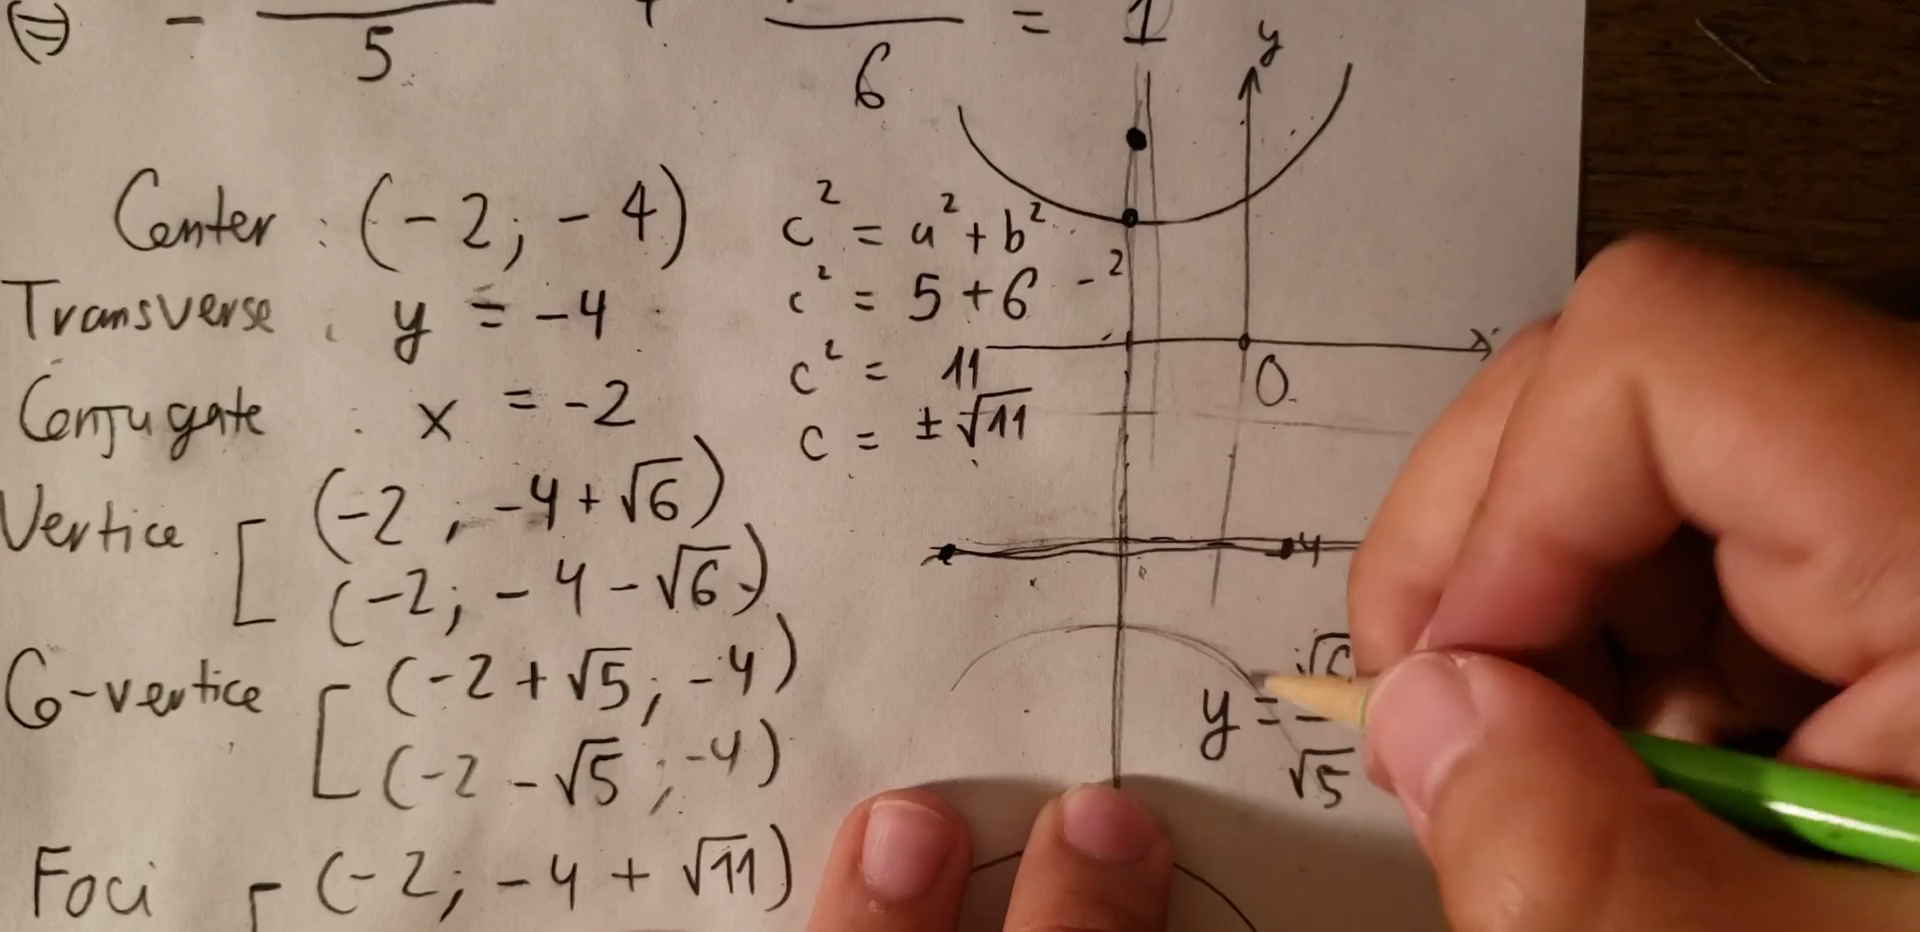 (=) - 5 + 6 = 1
y
Center : (-2; -4)
c² = a² + b²
Transverse : y = -4
c² = 5 + 6
-2
x
0
Conjugate : x = -2
c² = 11
c = ±√11
Vertice [ (-2; -4+√6)
(-2; -4-√6)
-4
Co-vertice [ (-2+√5; -4)
(-2-√5; -4)
y =
√5
Foci [ (-2; -4+√11)